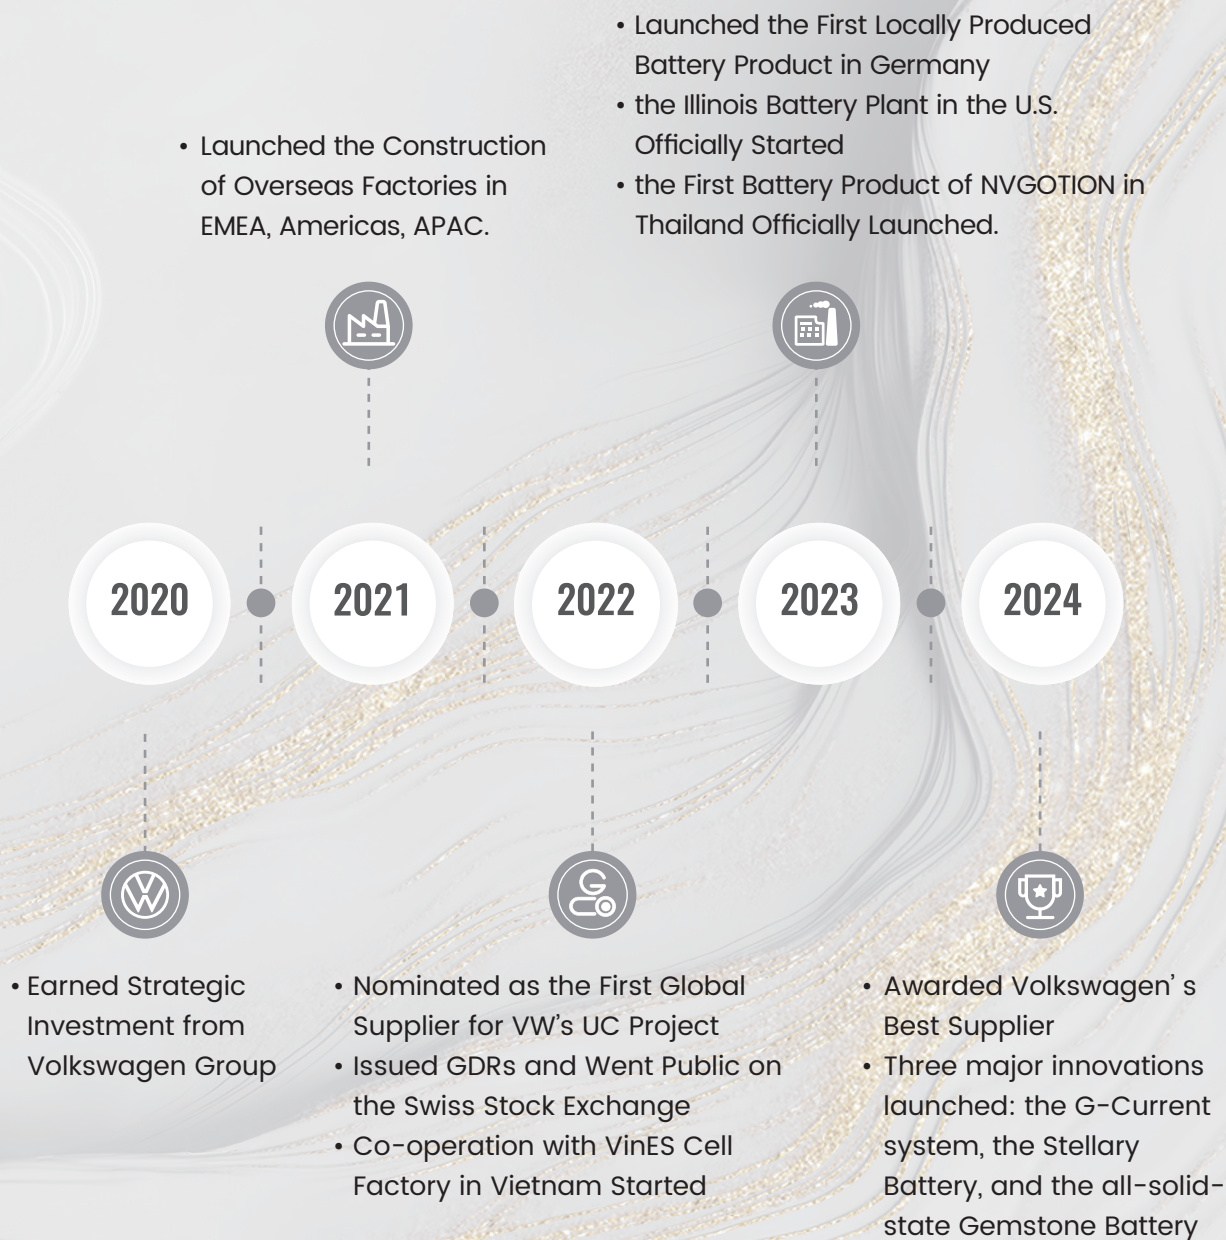 • Launched the First Locally Produced
Battery Product in Germany
• the Illinois Battery Plant in the U.S.
Officially Started
• the First Battery Product of NVGOTION in
Thailand Officially Launched.
• Launched the Construction
of Overseas Factories in
EMEA, Americas, APAC.
2020
2021
2022
2023
2024
• Earned Strategic
Investment from
Volkswagen Group
• Nominated as the First Global
Supplier for VW's UC Project
• Issued GDRs and Went Public on
the Swiss Stock Exchange
• Co-operation with VinES Cell
Factory in Vietnam Started
• Awarded Volkswagen' s
Best Supplier
• Three major innovations
launched: the G-Current
system, the Stellary
Battery, and the all-solid-
state Gemstone Battery